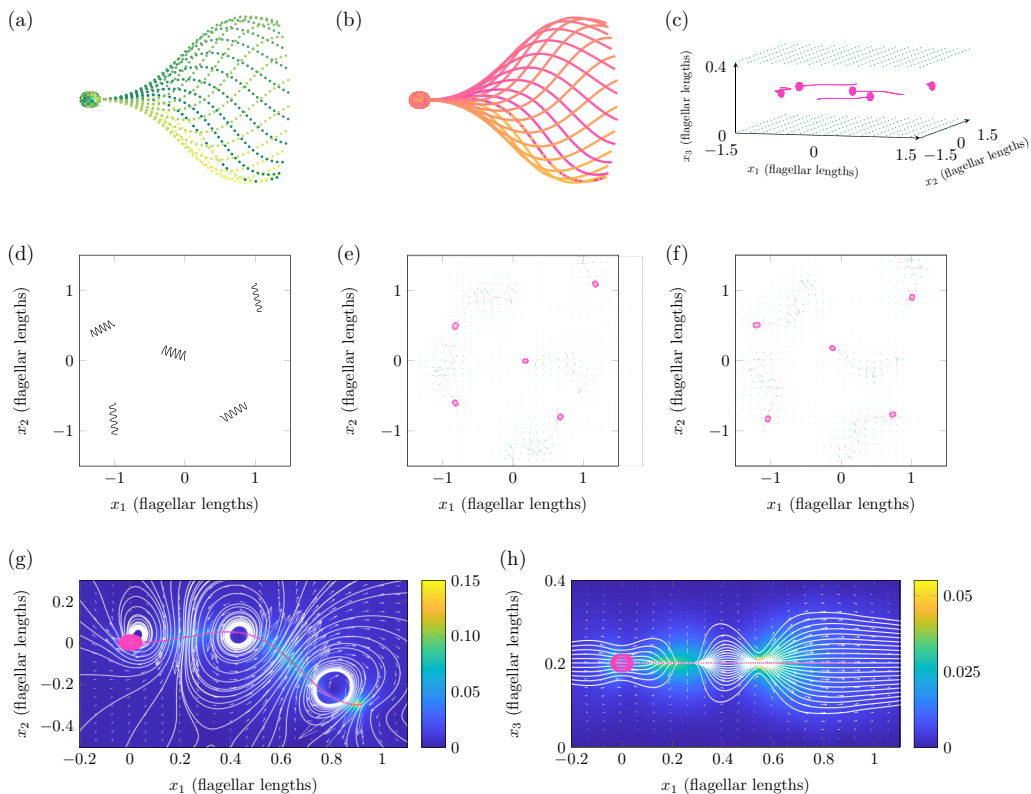 (a)
(b)
(c)
x3 (flagellar lengths)
0.4
0
−1.5
0
1.5
x1 (flagellar lengths)
−1.5
0
1.5
x2 (flagellar lengths)
(d)
x2 (flagellar lengths)
1
0
−1
−1
0
1
x1 (flagellar lengths)
(e)
x2 (flagellar lengths)
1
0
−1
−1
0
1
x1 (flagellar lengths)
(f)
x2 (flagellar lengths)
1
0
−1
−1
0
1
x1 (flagellar lengths)
(g)
x2 (flagellar lengths)
0.2
0
−0.2
−0.4
−0.2
0
0.2
0.4
0.6
0.8
1
x1 (flagellar lengths)
0.15
0.10
0.05
0
(h)
x3 (flagellar lengths)
0.4
0.2
0
−0.2
0
0.2
0.4
0.6
0.8
1
x1 (flagellar lengths)
0.05
0.025
0